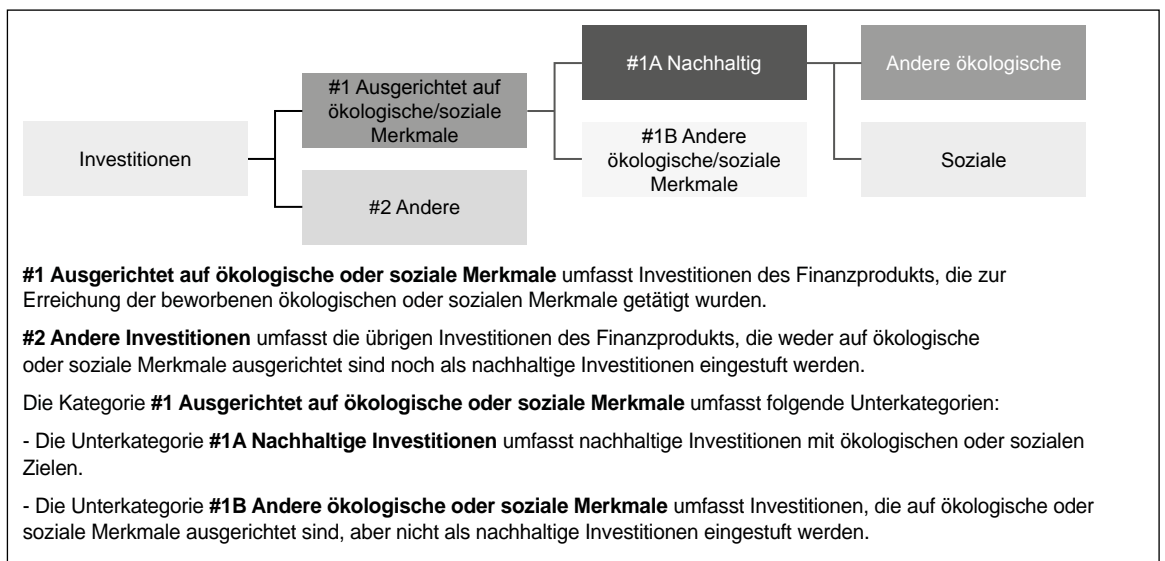 Investitionen
#1 Ausgerichtet auf
ökologische/soziale
Merkmale
#2 Andere
#1A Nachhaltig
#1B Andere
ökologische/soziale
Merkmale
Andere ökologische
Soziale
#1 Ausgerichtet auf ökologische oder soziale Merkmale umfasst Investitionen des Finanzprodukts, die zur
Erreichung der beworbenen ökologischen oder sozialen Merkmale getätigt wurden.
#2 Andere Investitionen umfasst die übrigen Investitionen des Finanzprodukts, die weder auf ökologische
oder soziale Merkmale ausgerichtet sind noch als nachhaltige Investitionen eingestuft werden.
Die Kategorie #1 Ausgerichtet auf ökologische oder soziale Merkmale umfasst folgende Unterkategorien:
- Die Unterkategorie #1A Nachhaltige Investitionen umfasst nachhaltige Investitionen mit ökologischen oder sozialen
Zielen.
- Die Unterkategorie #1B Andere ökologische oder soziale Merkmale umfasst Investitionen, die auf ökologische oder
soziale Merkmale ausgerichtet sind, aber nicht als nachhaltige Investitionen eingestuft werden.